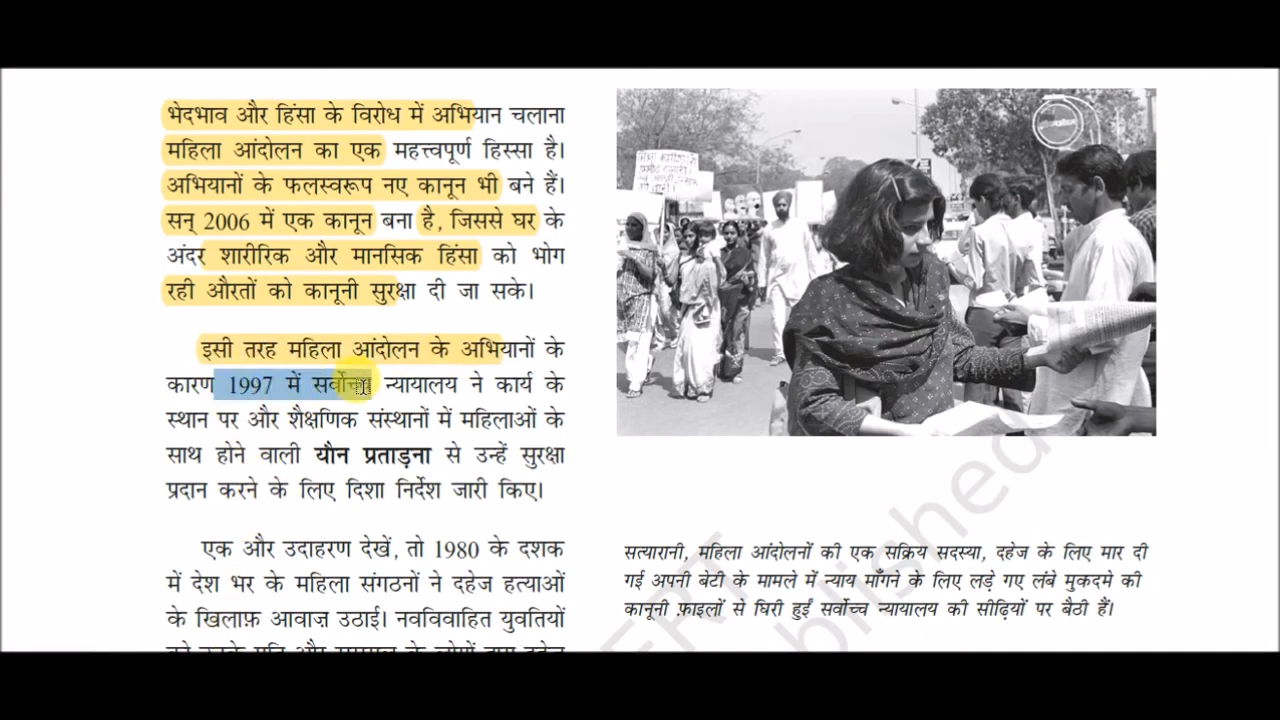 भेदभाव और हिंसा के विरोध में अभियान चलाना
महिला आंदोलन का एक महत्त्वपूर्ण हिस्सा है।
अभियानों के फलस्वरूप नए कानून भी बने हैं।
सन् 2006 में एक कानून बना है, जिससे घर के
अंदर शारीरिक और मानसिक हिंसा को भोग
रही औरतों को कानूनी सुरक्षा दी जा सके।
इसी तरह महिला आंदोलन के अभियानों के
कारण 1997 में सर्वोच्च न्यायालय ने कार्य के
स्थान पर और शैक्षणिक संस्थानों में महिलाओं के
साथ होने वाली यौन प्रताड़ना से उन्हें सुरक्षा
प्रदान करने के लिए दिशा निर्देश जारी किए।
एक और उदाहरण देखें, तो 1980 के दशक
में देश भर के महिला संगठनों ने दहेज हत्याओं
के खिलाफ़ आवाज़ उठाई। नवविवाहित युवतियों
सत्यारानी, महिला आंदोलनों की एक सक्रिय सदस्या, दहेज के लिए मार दी
गई अपनी बेटी के मामले में न्याय माँगने के लिए लड़े गए लंबे मुकदमे की
कानूनी फ़ाइलों से घिरी हुईं सर्वोच्च न्यायालय की सीढ़ियों पर बैठी हैं।